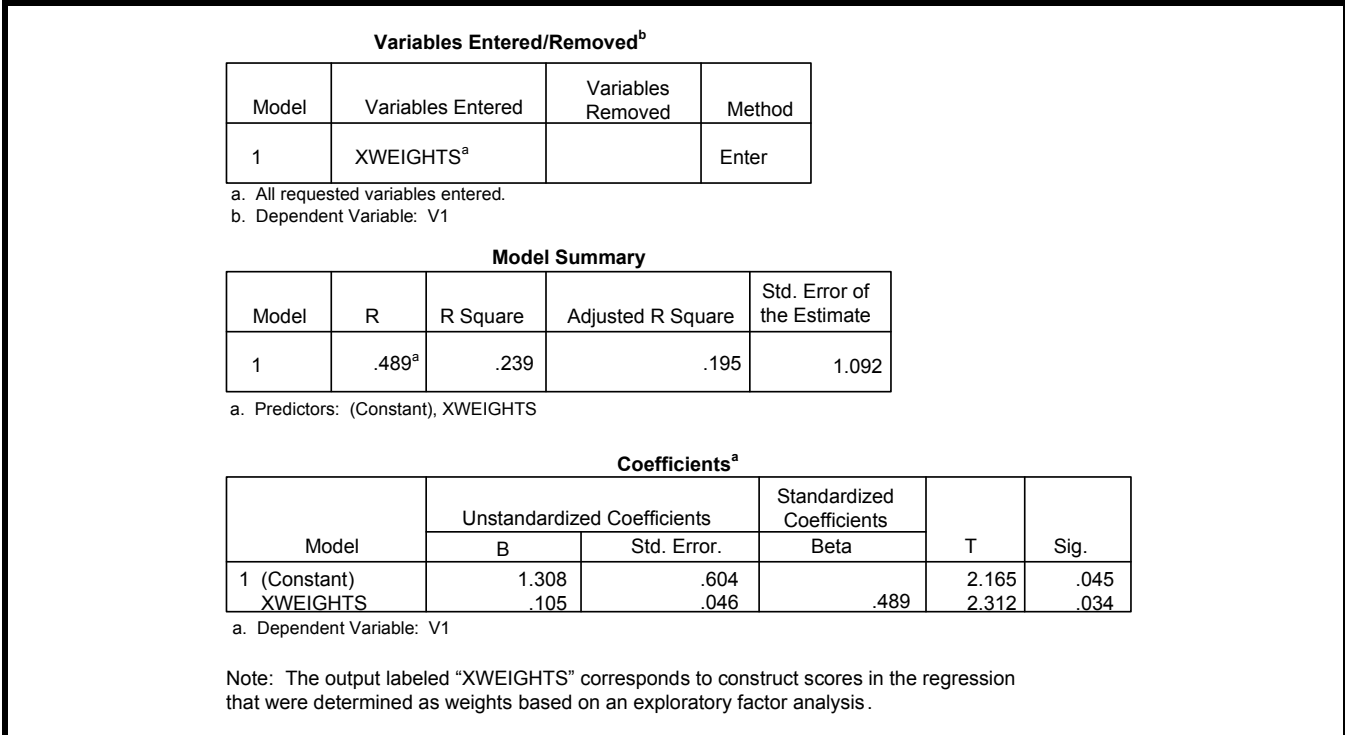 Variables Entered/Removedb
Model Variables Entered Variables Removed Method
1 XWEIGHTSa Enter
a. All requested variables entered.
b. Dependent Variable: V1
Model Summary
Model R R Square Adjusted R Square Std. Error of the Estimate
1 .489a .239 .195 1.092
a. Predictors: (Constant), XWEIGHTS
Coefficientsa
Model Unstandardized Coefficients Standardized Coefficients T Sig.
B Std. Error. Beta
1 (Constant) 1.308 .604 2.165 .045
XWEIGHTS .105 .046 .489 2.312 .034
a. Dependent Variable: V1
Note: The output labeled “XWEIGHTS” corresponds to construct scores in the regression
that were determined as weights based on an exploratory factor analysis.